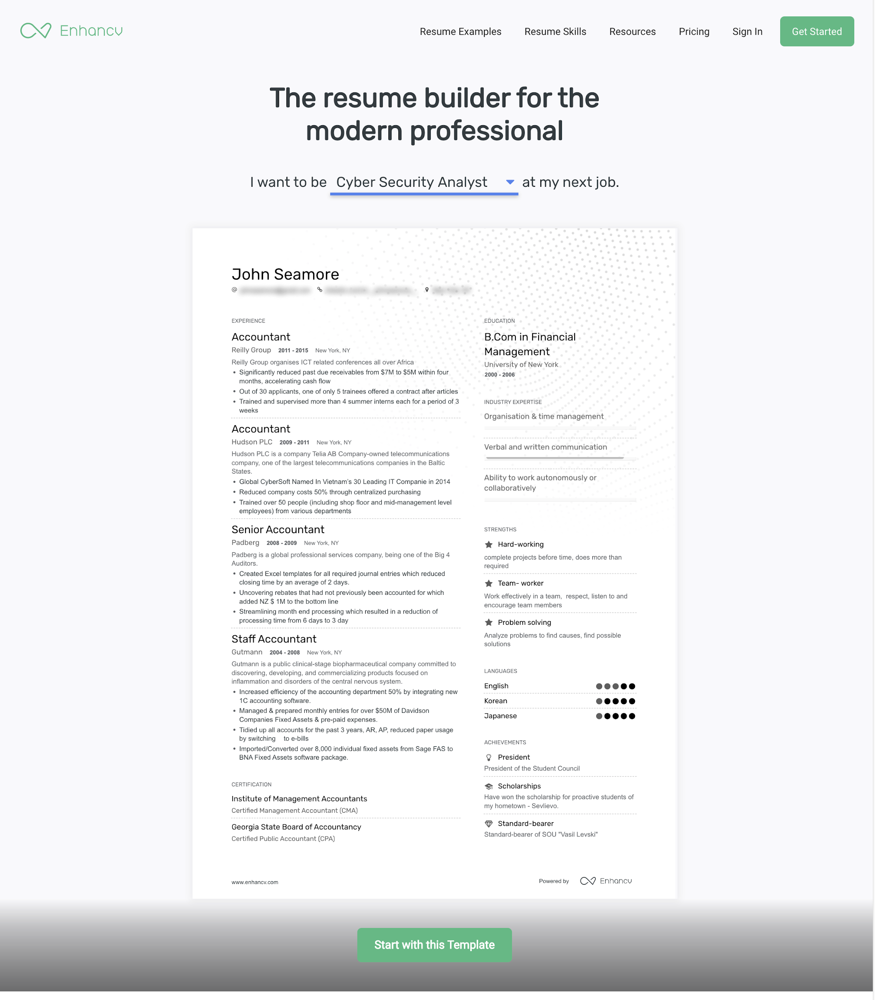 Enhancv
Resume Examples
Resume Skills
Resources
Pricing
Sign In
Get Started
The resume builder for the
modern professional
I want to be Cyber Security Analyst at my next job.
John Seamore
@
EXPERIENCE
Accountant
Reilly Group 2011 - 2015 New York, NY
Reilly Group organises ICT related conferences all over Africa
• Significantly reduced past due receivables from $7M to $5M within four
months, accelerating cash flow
• Out of 30 applicants, one of only 5 trainees offered a contract after articles
• Trained and supervised more than 4 summer interns each for a period of 3
weeks
Accountant
Hudson PLC 2009 - 2011 New York, NY
Hudson PLC is a company Telia AB Company-owned telecommunications
company, one of the largest telecommunications companies in the Baltic
States.
• Global CyberSoft Named In Vietnam's 30 Leading IT Companie in 2014
• Reduced company costs 50% through centralized purchasing
• Trained over 50 people (including shop floor and mid-management level
employees) from various departments
Senior Accountant
Padberg 2008 - 2009 New York, NY
Padberg is a global professional services company, being one of the Big 4
Auditors.
• Created Excel templates for all required journal entries which reduced
closing time by an average of 2 days.
• Uncovering rebates that had not previously been accounted for which
added NZ $ 1M to the bottom line
• Streamlining month end processing which resulted in a reduction of
processing time from 6 days to 3 day
Staff Accountant
Gutmann 2004 - 2008 New York, NY
Gutmann is a public clinical-stage biopharmaceutical company committed to
discovering, developing, and commercializing products focused on
inflammation and disorders of the central nervous system.
• Increased efficiency of the accounting department 50% by integrating new
1C accounting software.
• Managed & prepared monthly entries for over $50M of Davidson
Companies Fixed Assets & pre-paid expenses.
• Tidied up all accounts for the past 3 years, AR, AP, reduced paper usage
by switching to e-bills
• Imported/Converted over 8,000 individual fixed assets from Sage FAS to
BNA Fixed Assets software package.
CERTIFICATION
Institute of Management Accountants
Certified Management Accountant (CMA)
Georgia State Board of Accountancy
Certified Public Accountant (CPA)
EDUCATION
B.Com in Financial
Management
University of New York
2000 - 2006
INDUSTRY EXPERTISE
Organisation & time management
Verbal and written communication
Ability to work autonomously or
collaboratively
STRENGTHS
Hard-working
complete projects before time, does more than
required
Team- worker
Work effectively in a team, respect, listen to and
encourage team members
Problem solving
Analyze problems to find causes, find possible
solutions
LANGUAGES
English
Korean
Japanese
ACHIEVEMENTS
President
President of the Student Council
Scholarships
Have won the scholarship for proactive students of
my hometown - Sevlievo.
Standard-bearer
Standard-bearer of SOU "Vasil Levski"
www.enhancv.com
Powered by Enhancv
Start with this Template